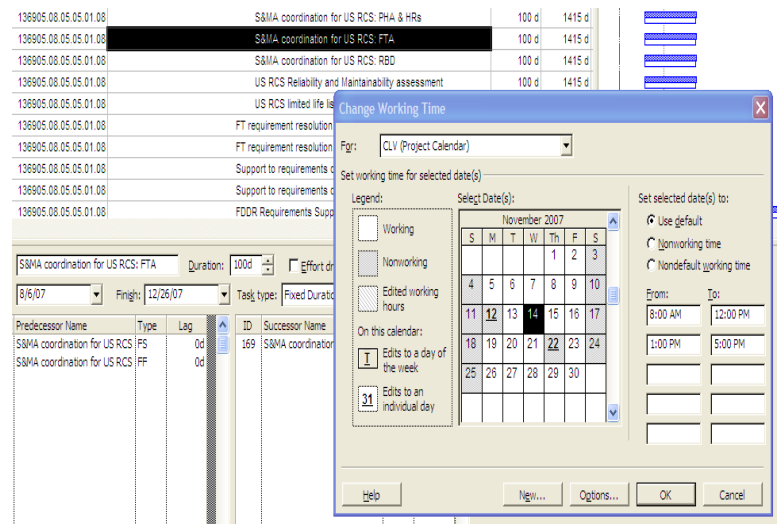 136905.08.05.05.01.08 S&MA coordination for US RCS: PHA & HRs 100 d 1415 d
136905.08.05.05.01.08 S&MA coordination for US RCS: FTA 100 d 1415 d
136905.08.05.05.01.08 S&MA coordination for US RCS: RBD 100 d 1415 d
136905.08.05.05.01.08 US RCS Reliability and Maintainability assessment 100 d 1415 d
136905.08.05.05.01.08 US RCS limited life lis
136905.08.05.05.01.08 FT requirement resolution
136905.08.05.05.01.08 FT requirement resolution
136905.08.05.05.01.08 Support to requirements c
136905.08.05.05.01.08 Support to requirements c
136905.08.05.05.01.08 FDDR Requirements Supp
S&MA coordination for US RCS: FTA Duration: 100d Effort dr
8/6/07 Finish: 12/26/07 Task type: Fixed Duratio
Predecessor Name Type Lag ID Successor Name
S&MA coordination for US RCS FS 0d 169 S&MA coordination
S&MA coordination for US RCS FF 0d
Change Working Time
For: CLV (Project Calendar)
Set working time for selected date(s)
Legend:
Working
Nonworking
Edited working
hours
On this calendar:
T Edits to a day of
the week
31 Edits to an
individual day
Select Date(s):
November 2007
S M T W Th F S
1 2 3
4 5 6 7 8 9 10
11 12 13 14 15 16 17
18 19 20 21 22 23 24
25 26 27 28 29 30
Set selected date(s) to:
Use default
Nonworking time
Nondefault working time
From: To:
8:00 AM 12:00 PM
1:00 PM 5:00 PM
Help New... Options... OK Cancel